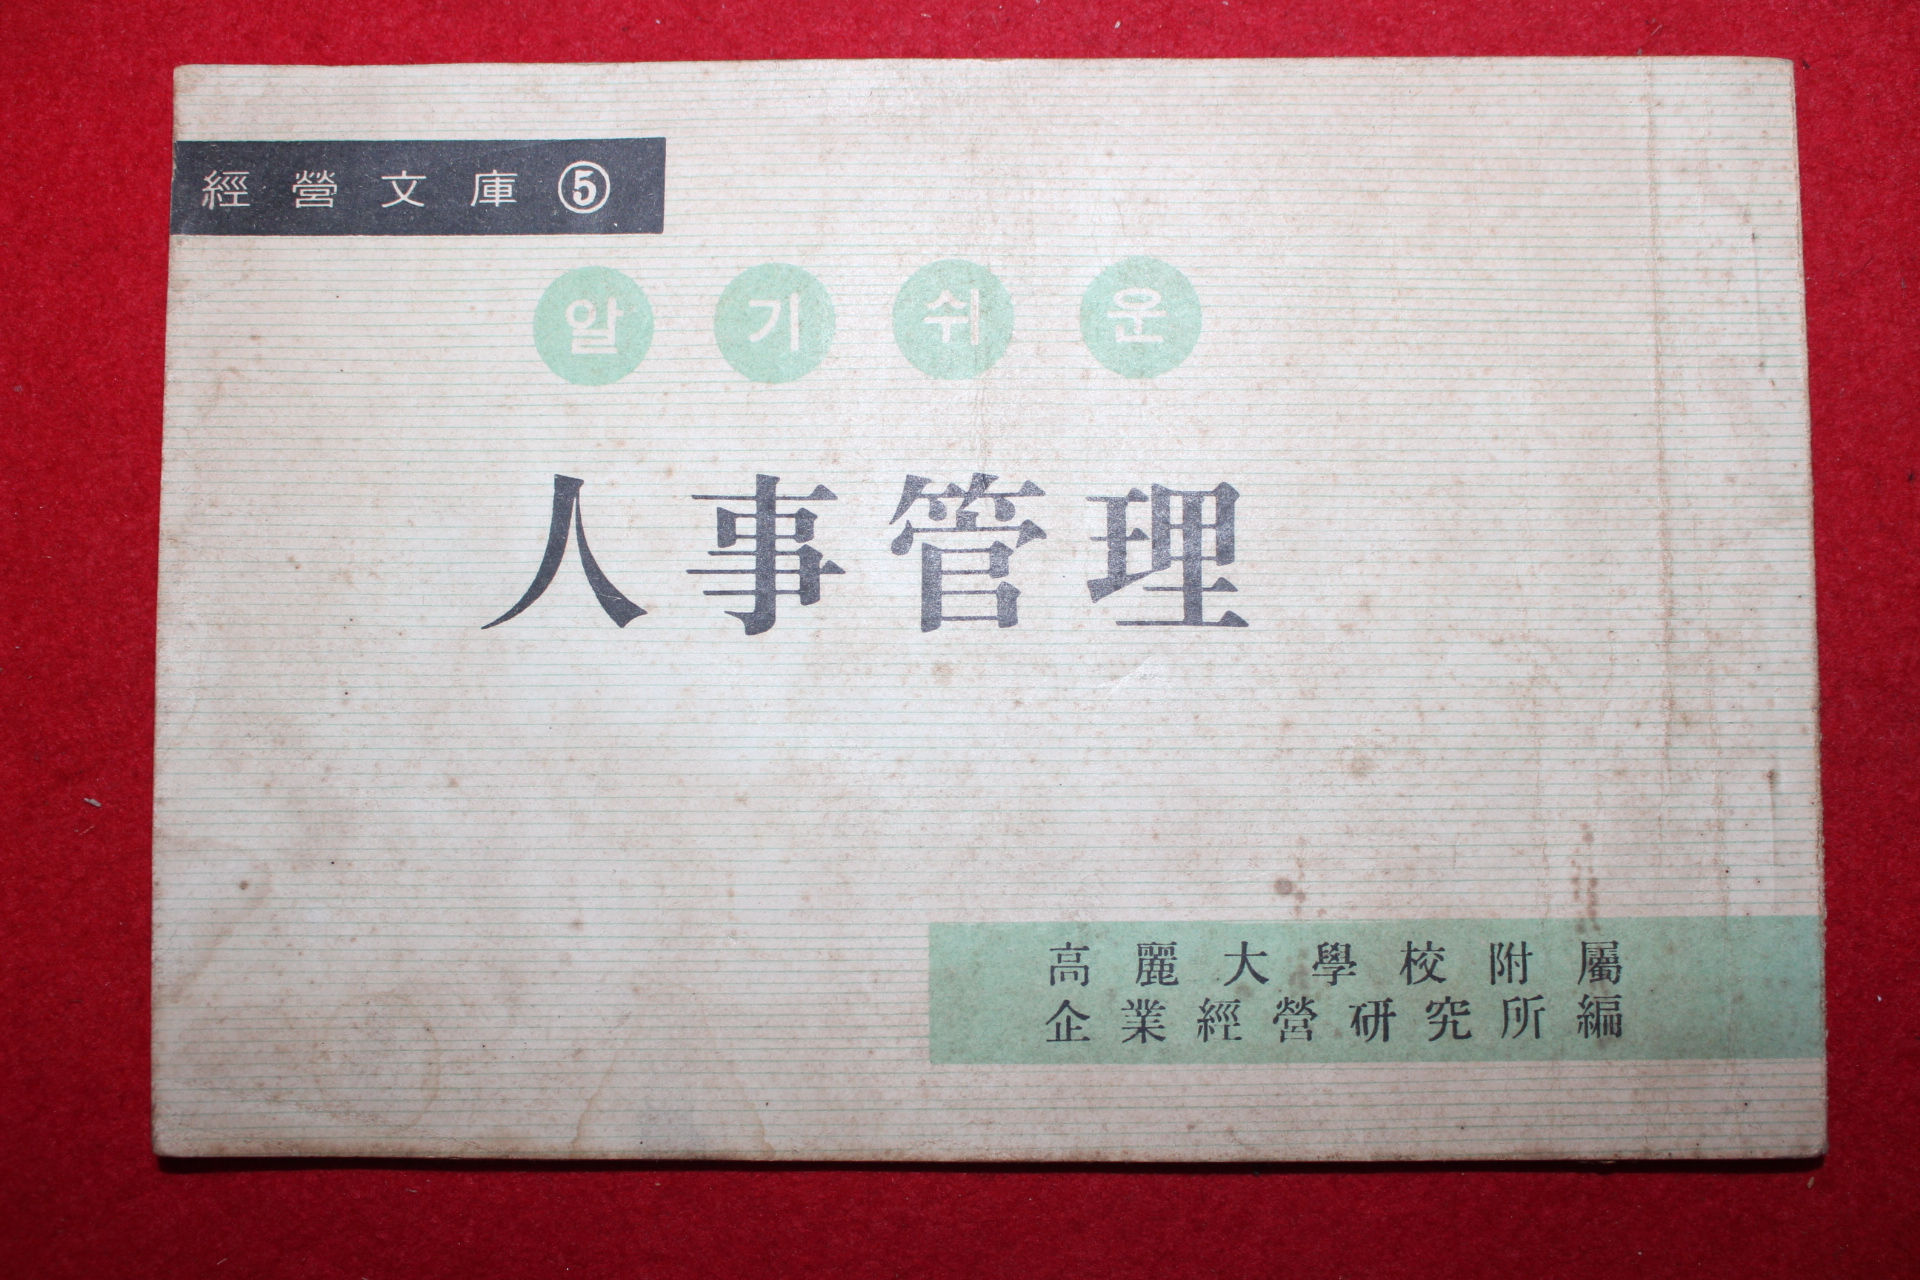 經營文庫⑤
알기쉬운
人事管理
高麗大學校附屬
企業經營研究所編